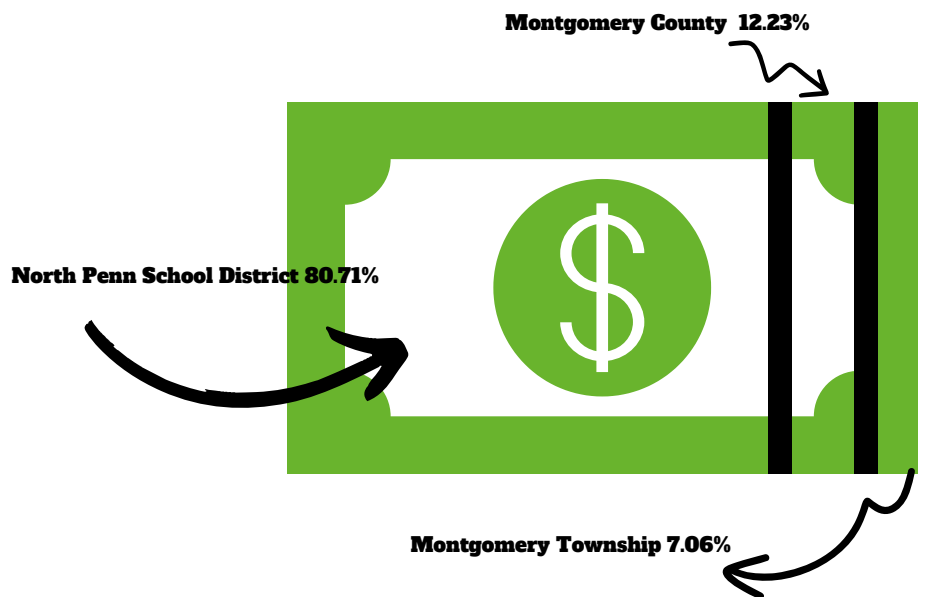 Montgomery County 12.23%
North Penn School District 80.71%
$
Montgomery Township 7.06%